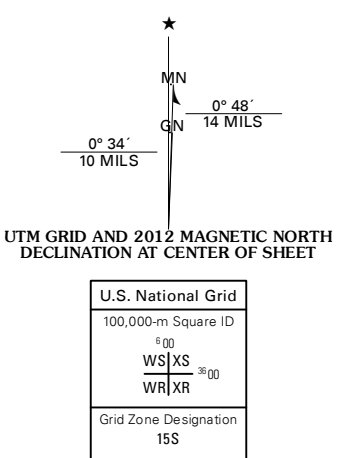 ★
MN
0° 48´
14 MILS
GN
0° 34´
10 MILS
UTM GRID AND 2012 MAGNETIC NORTH
DECLINATION AT CENTER OF SHEET
U.S. National Grid
100,000-m Square ID
6 00
WS XS
36 00
WR XR
Grid Zone Designation
15S